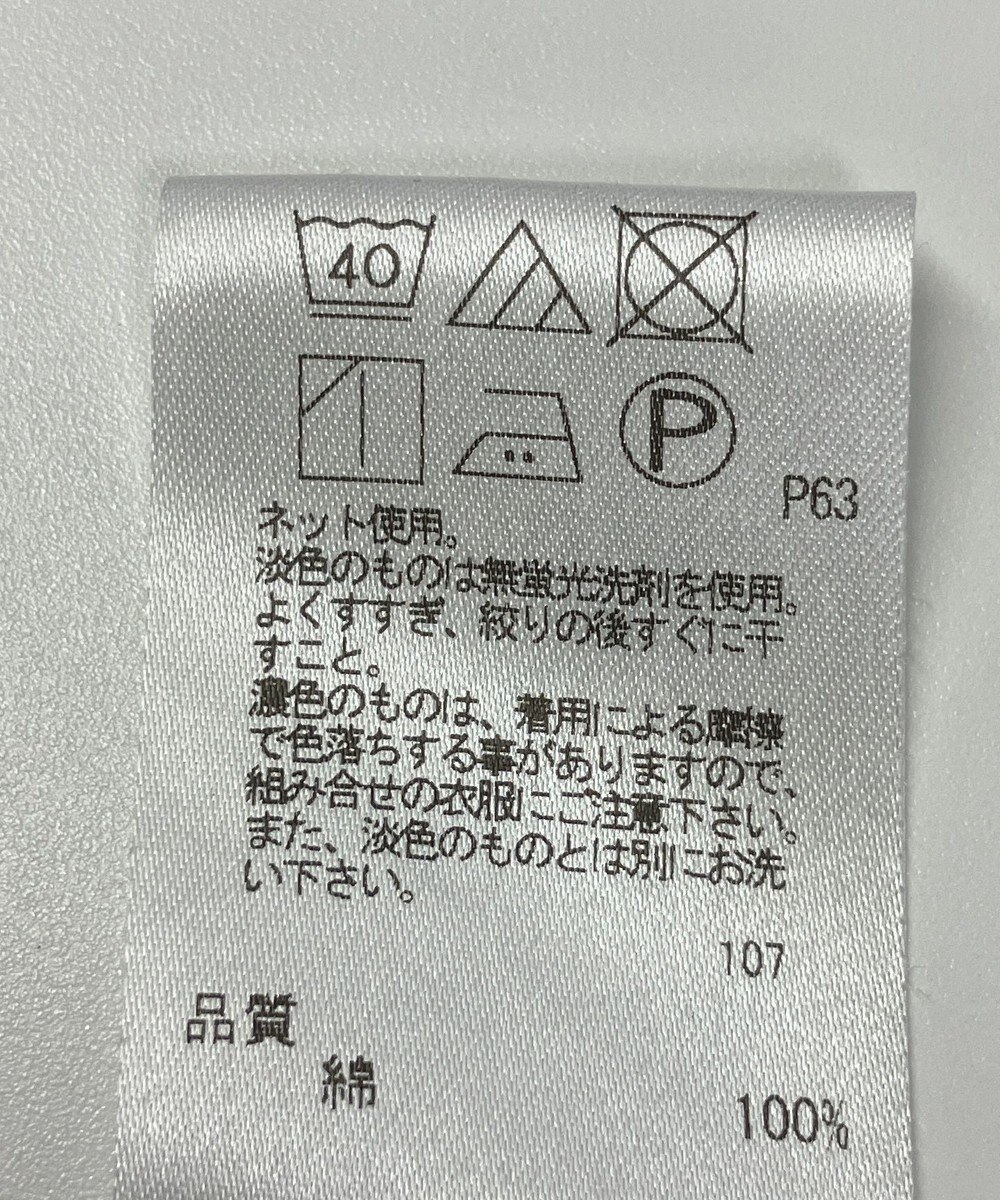 40
P
P63
ネット使用。
淡色のものは無蛍光洗剤を使用。
よくすすぎ、絞りの後すぐに干
すこと。
濃色のものは、着用による摩擦
で色落ちする事がありますので、
組み合せの衣服にご注意下さい。
また、淡色のものとは別にお洗
い下さい。
107
品質
綿 100%